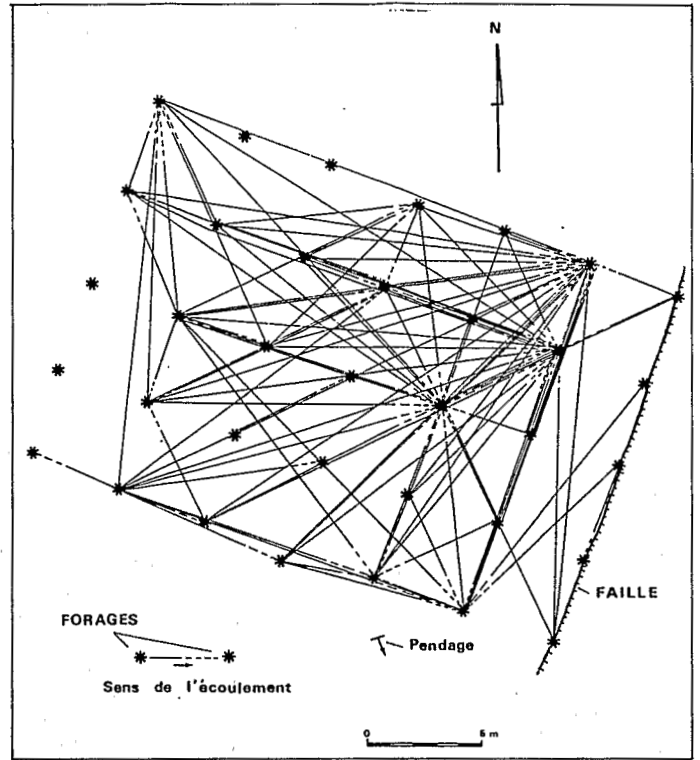 N
FAILLE
FORAGES
Pendage
Sens de l'écoulement
0 5 m